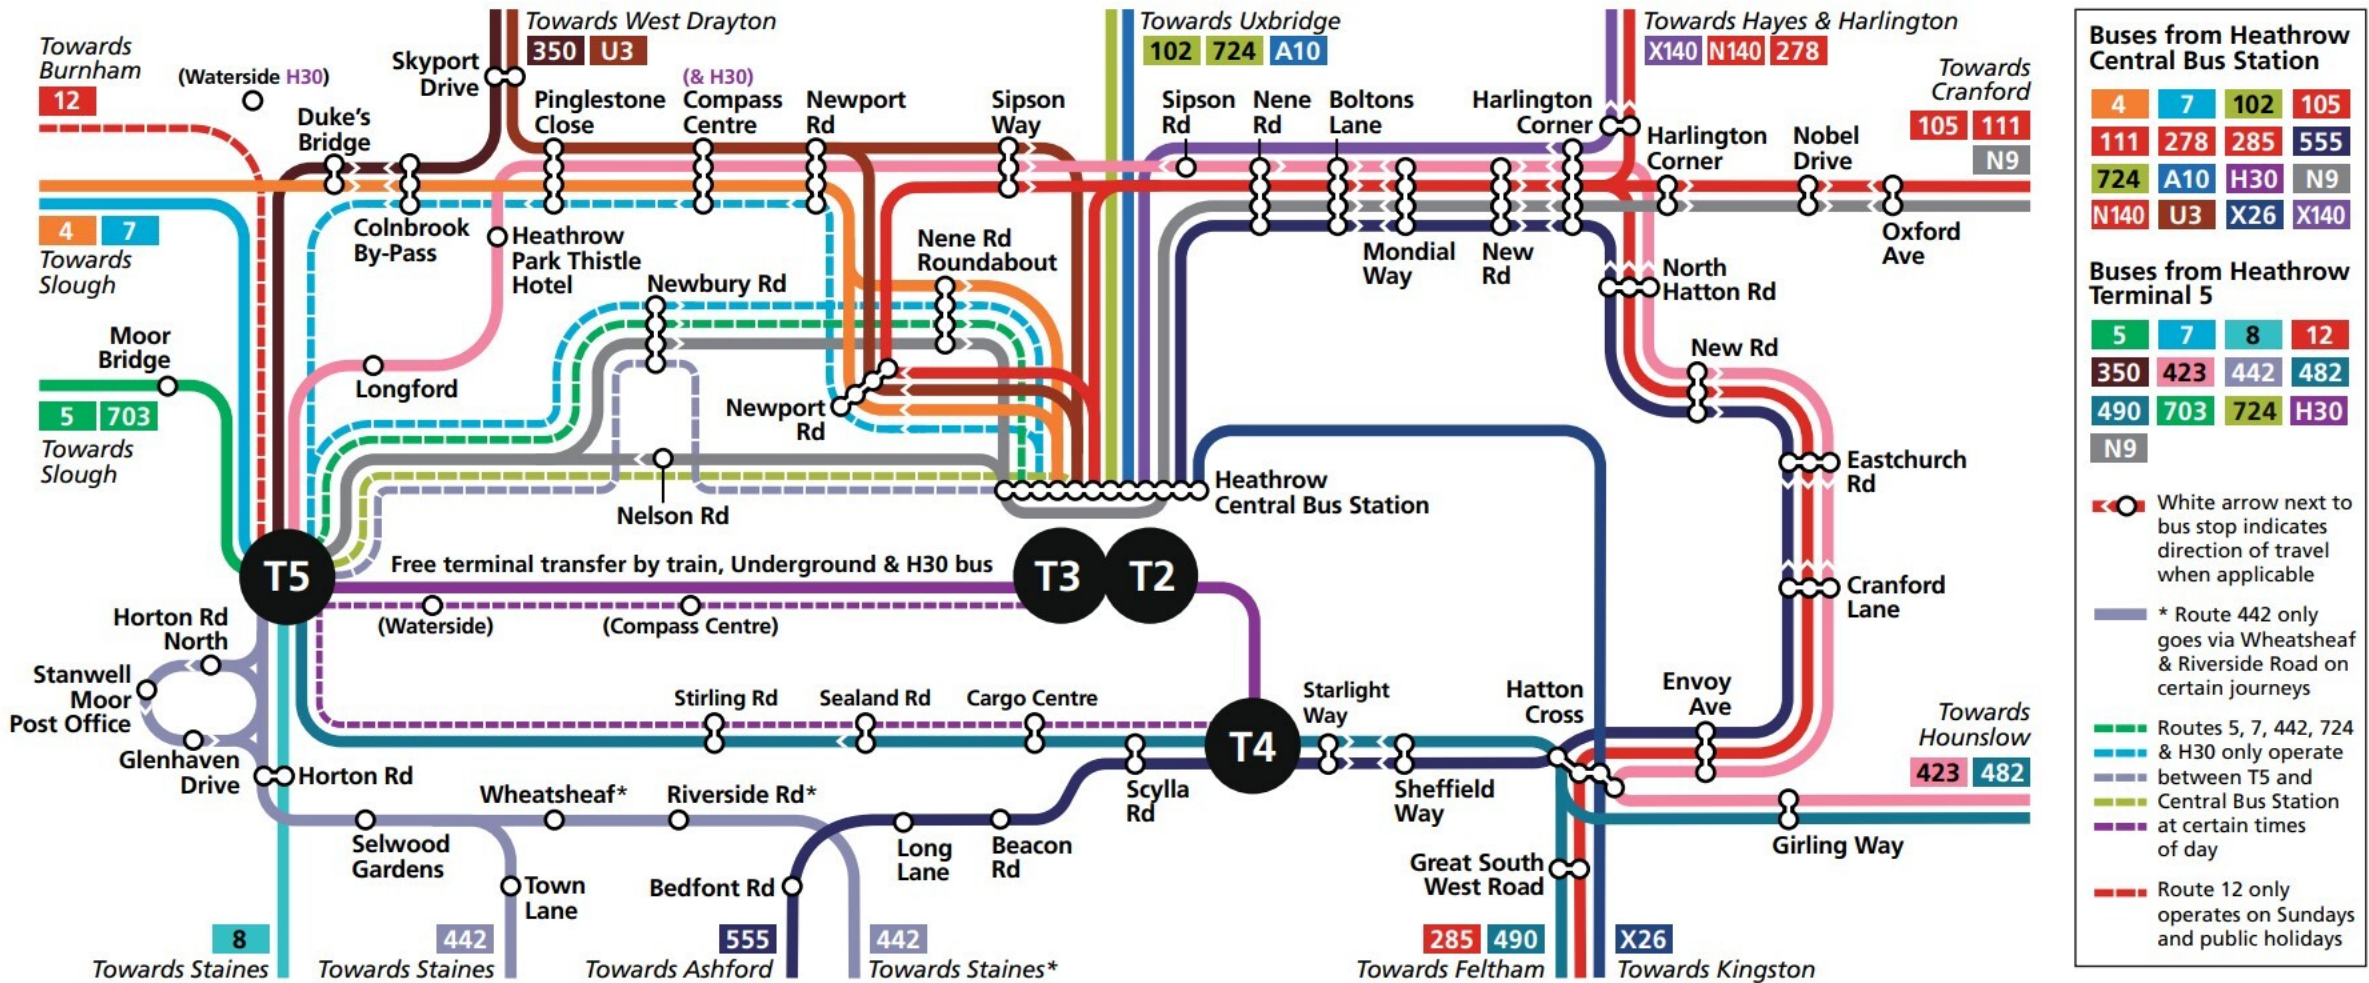 Towards
Burnham
12
(Waterside H30)
Duke's
Bridge
Skyport
Drive
Towards West Drayton
350 U3
Pinglestone
Close
(& H30)
Compass
Centre
Newport
Rd
Sipson
Way
Towards Uxbridge
102 724 A10
Sipson
Rd
Nene
Rd
Boltons
Lane
Harlington
Corner
Towards Hayes & Harlington
X140 N140 278
Towards
Cranford
105 111
N9
Harlington
Corner
Nobel
Drive
Oxford
Ave
4 7
Towards
Slough
Colnbrook
By-Pass
Heathrow
Park Thistle
Hotel
Newbury Rd
Nene Rd
Roundabout
Mondial
Way
New
Rd
North
Hatton Rd
Moor
Bridge
Longford
New Rd
5 703
Towards
Slough
Newport
Rd
Nelson Rd
Heathrow
Central Bus Station
Eastchurch
Rd
T5
Free terminal transfer by train, Underground & H30 bus
T3
T2
(Waterside)
(Compass Centre)
Cranford
Lane
Horton Rd
North
Stanwell
Moor
Post Office
Glenhaven
Drive
Horton Rd
Stirling Rd
Sealand Rd
Cargo Centre
T4
Starlight
Way
Hatton
Cross
Envoy
Ave
Towards
Hounslow
423 482
Wheatsheaf*
Riverside Rd*
Scylla
Rd
Sheffield
Way
Selwood
Gardens
Long
Lane
Beacon
Rd
Girling Way
Town
Lane
Bedfont Rd
Great South
West Road
8
Towards Staines
442
Towards Staines
555
Towards Ashford
442
Towards Staines*
285 490
Towards Feltham
X26
Towards Kingston
Buses from Heathrow
Central Bus Station
4 7 102 105
111 278 285 555
724 A10 H30 N9
N140 U3 X26 X140
Buses from Heathrow
Terminal 5
5 7 8 12
350 423 442 482
490 703 724 H30
N9
White arrow next to
bus stop indicates
direction of travel
when applicable
* Route 442 only
goes via Wheatsheaf
& Riverside Road on
certain journeys
Routes 5, 7, 442, 724
& H30 only operate
between T5 and
Central Bus Station
at certain times
of day
Route 12 only
operates on Sundays
and public holidays